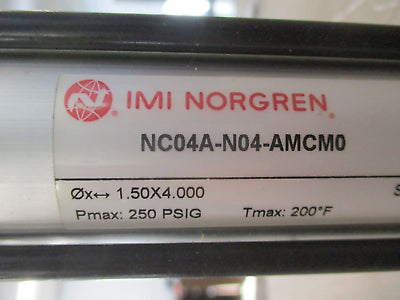 IMI NORGREN®
NC04A-N04-AMCM0
Øx↔ 1.50X4.000
S
Pmax: 250 PSIG Tmax: 200°F